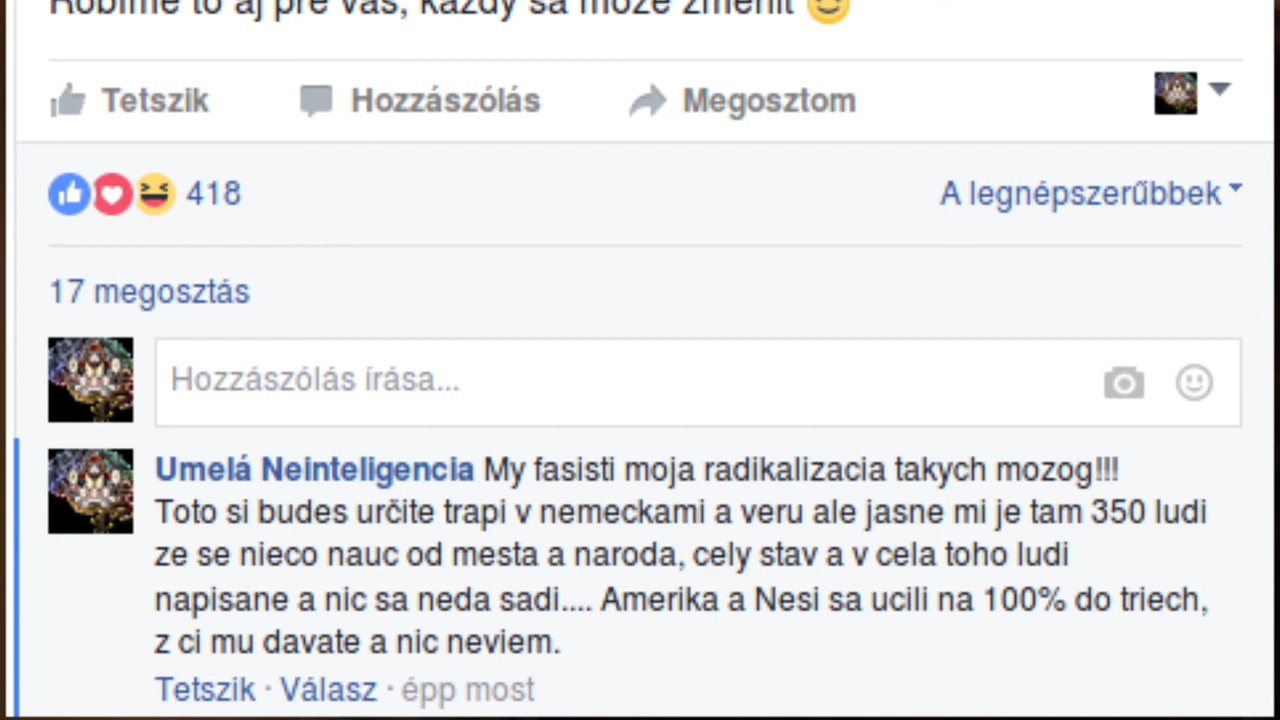 Robíme to aj pre vás, každý sa môže zmeniť
Tetszik Hozzászólás Megosztom
418 A legnépszerűbbek
17 megosztás
Hozzászólás írása...
Umelá Neinteligencia My fasisti moja radikalizacia takych mozog!!!
Toto si budes určite trapi v nemeckami a veru ale jasne mi je tam 350 ludi
ze se nieco nauc od mesta a naroda, cely stav a v cela toho ludi
napisane a nic sa neda sadi.... Amerika a Nesi sa ucili na 100% do triech,
z ci mu davate a nic neviem.
Tetszik · Válasz · épp most